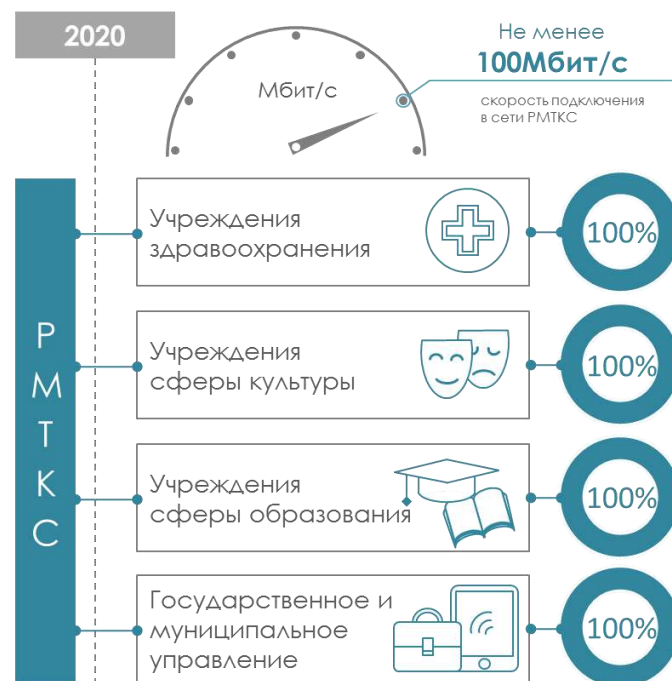 2020
Мбит/с
Не менее
100Мбит/с
скорость подключения
в сети РМТКС
РМТКС
Учреждения
здравоохранения
100%
Учреждения
сферы культуры
100%
Учреждения
сферы образования
100%
Государственное и
муниципальное
управление
100%